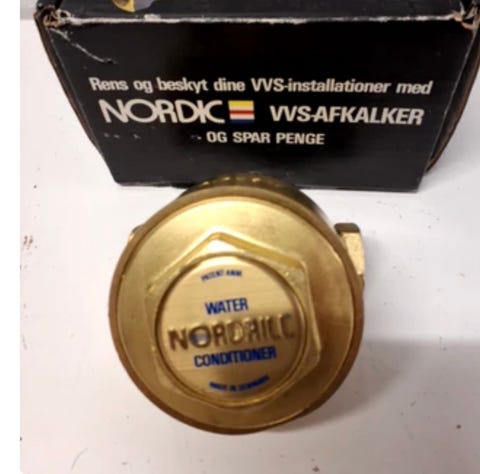 Rens og beskyt dine VVS-installationer med
NORDIC VVS-AFKALKER
OG SPAR PENGE
PATENT ANM.
WATER
NORDRILL
CONDITIONER
MADE IN DENMARK